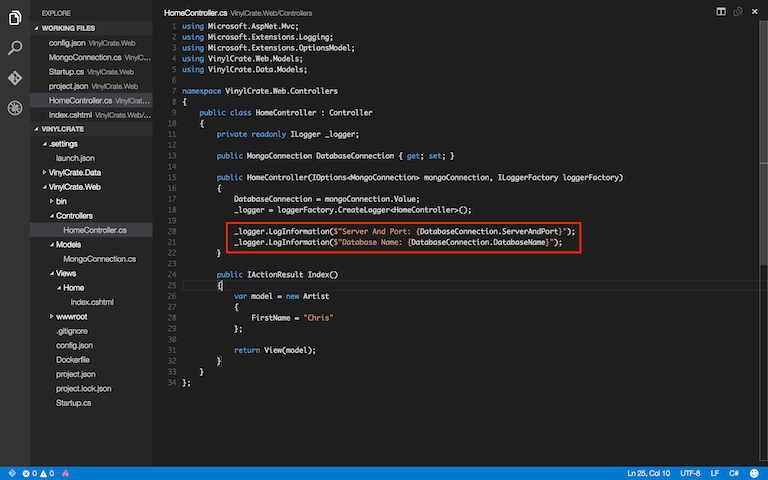 EXPLORE
WORKING FILES
config.json VinylCrate.Web
MongoConnection.cs VinylCrate.W...
Startup.cs VinylCrate.Web
project.json VinylCrate.Web
HomeController.cs VinylCrat...
Index.cshtml VinylCrate.Web/...
VINYLCRATE
.settings
launch.json
VinylCrate.Data
VinylCrate.Web
bin
Controllers
HomeController.cs
Models
MongoConnection.cs
Views
Home
Index.cshtml
wwwroot
.gitignore
config.json
Dockerfile
project.json
project.lock.json
Startup.cs
HomeController.cs VinylCrate.Web/Controllers
1 using Microsoft.AspNet.Mvc;
2 using Microsoft.Extensions.Logging;
3 using Microsoft.Extensions.OptionsModel;
4 using VinylCrate.Web.Models;
5 using VinylCrate.Data.Models;
6
7 namespace VinylCrate.Web.Controllers
8 {
9 public class HomeController : Controller
10 {
11 private readonly ILogger _logger;
12
13 public MongoConnection DatabaseConnection { get; set; }
14
15 public HomeController(IOptions<MongoConnection> mongoConnection, ILoggerFactory loggerFactory)
16 {
17 DatabaseConnection = mongoConnection.Value;
18 _logger = loggerFactory.CreateLogger<HomeController>();
19
20 _logger.LogInformation($"Server And Port: {DatabaseConnection.ServerAndPort}");
21 _logger.LogInformation($"Database Name: {DatabaseConnection.DatabaseName}");
22 }
23
24 public IActionResult Index()
25 {
26 var model = new Artist
27 {
28 FirstName = "Chris"
29 };
30
31 return View(model);
32 }
33 }
34 };
0 0
Ln 25, Col 10 UTF-8 LF C#